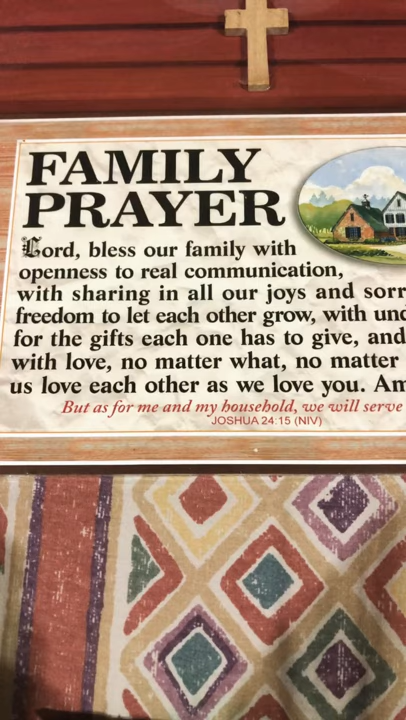 FAMILY
PRAYER
Lord, bless our family with
openness to real communication,
with sharing in all our joys and
freedom to let each other grow, with
for the gifts each one has to give, and
with love, no matter what, no matter
us love each other as we love you.
But as for me and my household, we will serve
JOSHUA 24:15 (NIV)